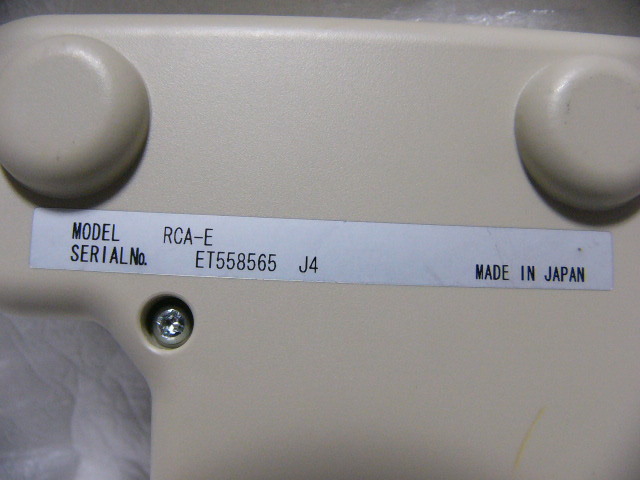 MODEL RCA-E
SERIALNo. ET558565 J4
MADE IN JAPAN